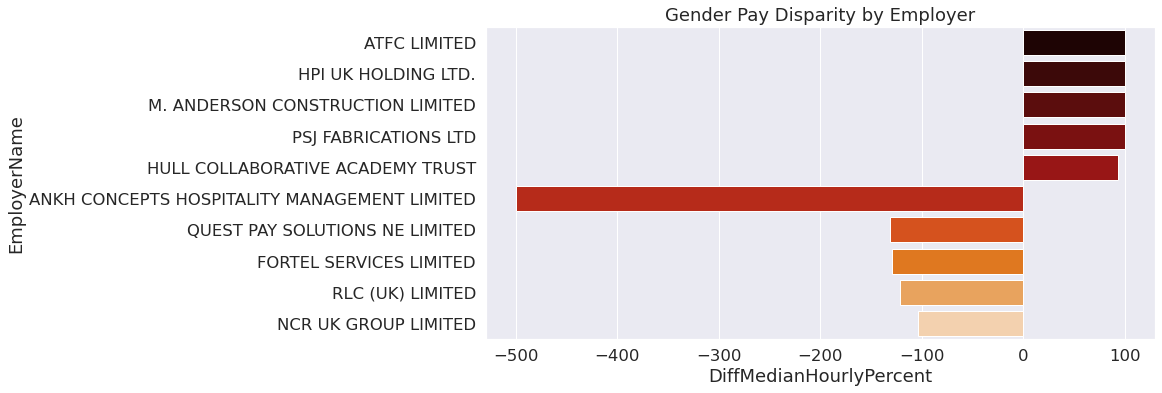 Gender Pay Disparity by Employer
EmployerName
ATFC LIMITED
HPI UK HOLDING LTD.
M. ANDERSON CONSTRUCTION LIMITED
PSJ FABRICATIONS LTD
HULL COLLABORATIVE ACADEMY TRUST
ANKH CONCEPTS HOSPITALITY MANAGEMENT LIMITED
QUEST PAY SOLUTIONS NE LIMITED
FORTEL SERVICES LIMITED
RLC (UK) LIMITED
NCR UK GROUP LIMITED
−500 −400 −300 −200 −100 0 100
DiffMedianHourlyPercent